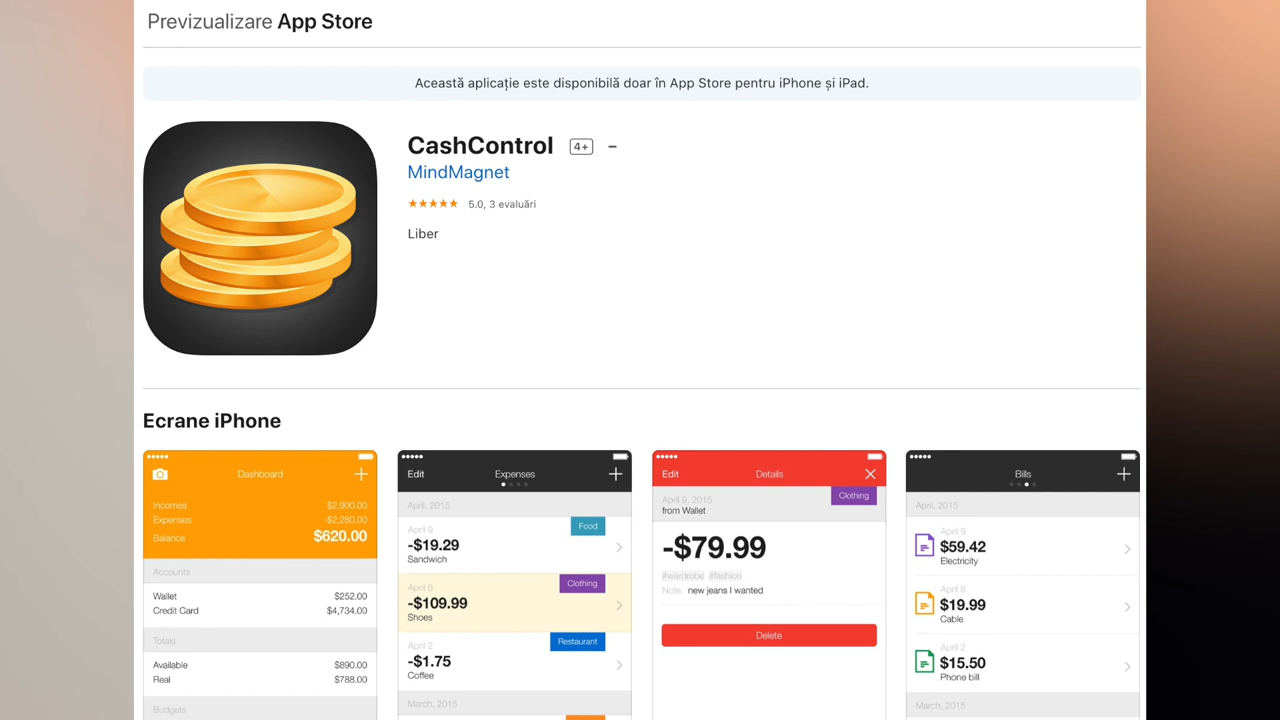 Previzualizare App Store
Această aplicație este disponibilă doar în App Store pentru iPhone și iPad.
CashControl 4+ –
MindMagnet
★★★★★ 5.0, 3 evaluări
Liber
Ecrane iPhone
Dashboard
Incomes $2,900.00
Expenses -$2,280.00
Balance $620.00
Accounts
Wallet $252.00
Credit Card $4,734.00
Totals
Available $890.00
Real $788.00
Budgets
Edit Expenses
April, 2015
April 9 Food
-$19.29
Sandwich
April 8 Clothing
-$109.99
Shoes
April 2 Restaurant
-$1.75
Coffee
March, 2015
Edit Details
April 9, 2015 Clothing
from Wallet
-$79.99
#wardrobe #fashion
Note: new jeans I wanted
Delete
Bills
April, 2015
April 9
$59.42
Electricity
April 8
$19.99
Cable
April 2
$15.50
Phone bill
March, 2015